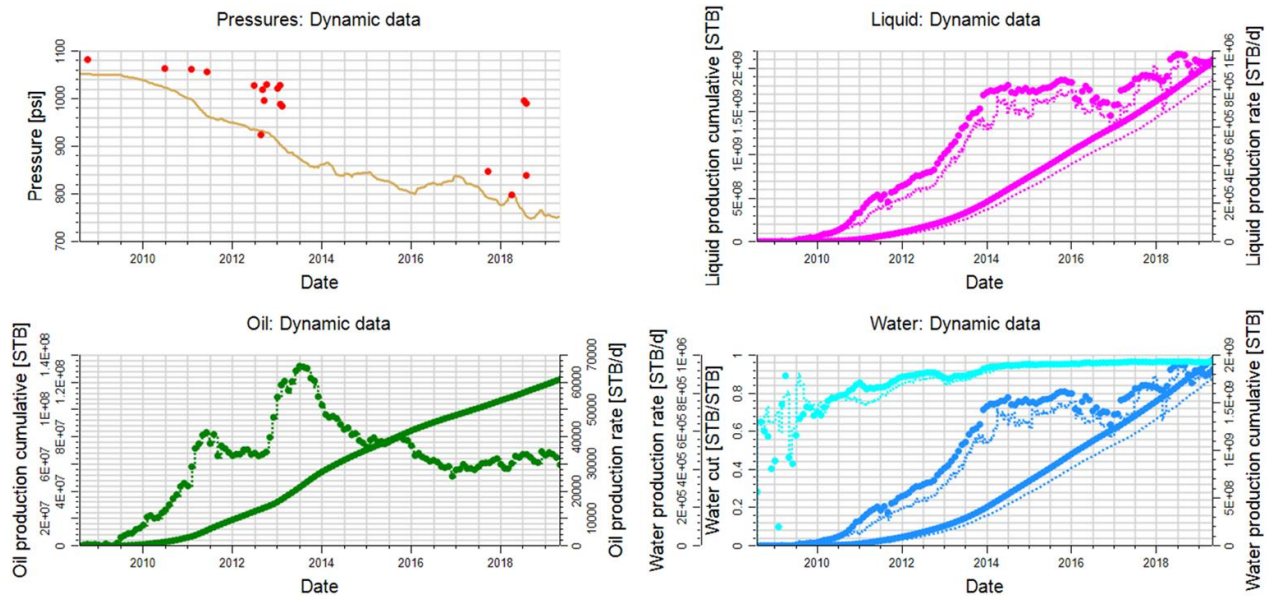 Pressures: Dynamic data
Pressure [psi]
1100
1000
900
800
700
2010
2012
2014
2016
2018
Date
Liquid: Dynamic data
Liquid production cumulative [STB]
2E+09
1.5E+09
1E+09
5E+08
0
2010
2012
2014
2016
2018
Date
1E+06
8E+05
6E+05
4E+05
2E+05
0
Liquid production rate [STB/d]
Oil: Dynamic data
Oil production cumulative [STB]
1.4E+08
1.2E+08
1E+08
8E+07
6E+07
4E+07
2E+07
0
2010
2012
2014
2016
2018
Date
70000
60000
50000
40000
30000
20000
10000
0
Oil production rate [STB/d]
Water: Dynamic data
Water production rate [STB/d]
1E+06
8E+05
6E+05
4E+05
2E+05
0
Water cut [STB/STB]
1
0.8
0.6
0.4
0.2
0
2010
2012
2014
2016
2018
Date
2E+09
1.5E+09
1E+09
5E+08
0
Water production cumulative [STB]